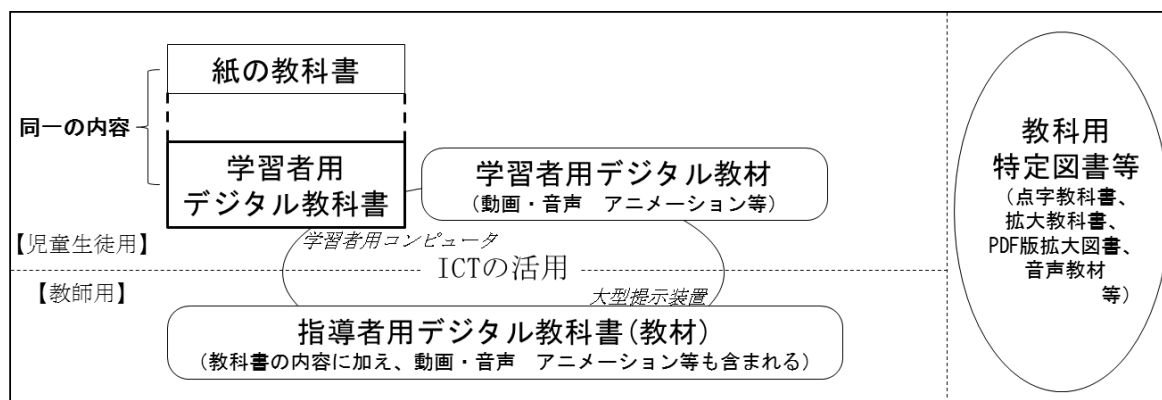 紙の教科書
同一の内容
学習者用
デジタル教科書
学習者用デジタル教材
(動画・音声　アニメーション等)
【児童生徒用】
学習者用コンピュータ
ICTの活用
【教師用】
大型提示装置
指導者用デジタル教科書(教材)
(教科書の内容に加え、動画・音声　アニメーション等も含まれる)
教科用
特定図書等
(点字教科書、
拡大教科書、
PDF版拡大図書、
音声教材
等)